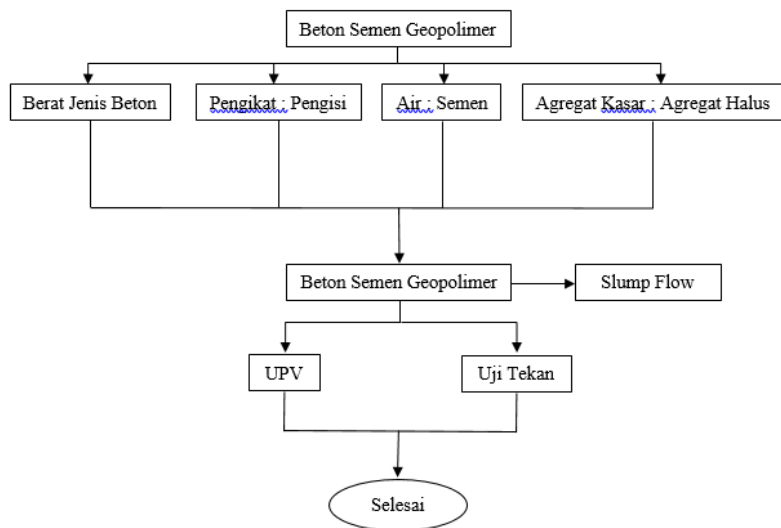 Beton Semen Geopolimer
Berat Jenis Beton
Pengikat : Pengisi
Air : Semen
Agregat Kasar : Agregat Halus
Beton Semen Geopolimer
Slump Flow
UPV
Uji Tekan
Selesai